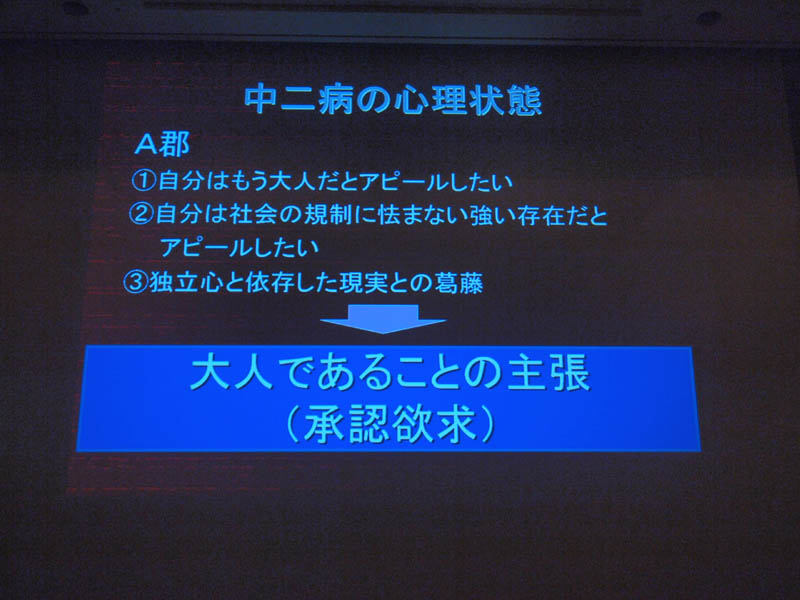 中二病の心理状態
A郡
①自分はもう大人だとアピールしたい
②自分は社会の規制に怯まない強い存在だと
アピールしたい
③独立心と依存した現実との葛藤
大人であることの主張
（承認欲求）